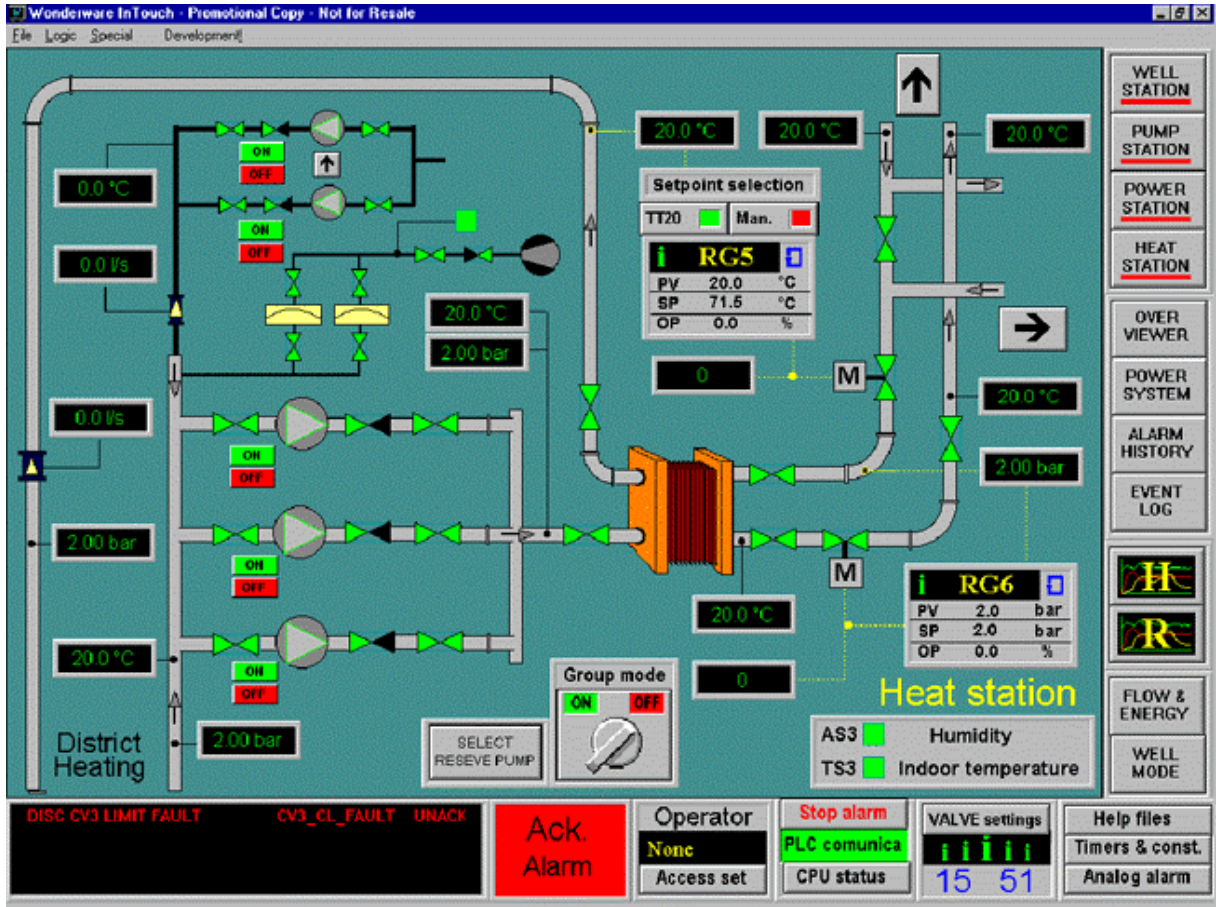 Wonderware InTouch - Promotional Copy - Not for Resale
File Logic Special Development!
WELL
STATION
PUMP
STATION
POWER
STATION
HEAT
STATION
OVER
VIEWER
POWER
SYSTEM
ALARM
HISTORY
EVENT
LOG
H
R
FLOW &
ENERGY
WELL
MODE
20.0 °C
20.0 °C
20.0 °C
ON
OFF
0.0 °C
ON
OFF
0.0 l/s
Setpoint selection
TT20 Man.
i RG5
PV 20.0 °C
SP 71.5 °C
OP 0.0 %
20.0 °C
2.00 bar
0
M
20.0 °C
0.0 l/s
ON
OFF
2.00 bar
2.00 bar
ON
OFF
M
i RG6
PV 2.0 bar
SP 2.0 bar
OP 0.0 %
20.0 °C
20.0 °C
ON
OFF
0
Heat station
Group mode
ON OFF
2.00 bar
District
Heating
SELECT
RESEVE PUMP
AS3 Humidity
TS3 Indoor temperature
DISC CV3 LIMIT FAULT CV3_CL_FAULT UNACK
Ack.
Alarm
Operator
None
Access set
Stop alarm
PLC comunica
CPU status
VALVE settings
i i i i i
15 51
Help files
Timers & const.
Analog alarm